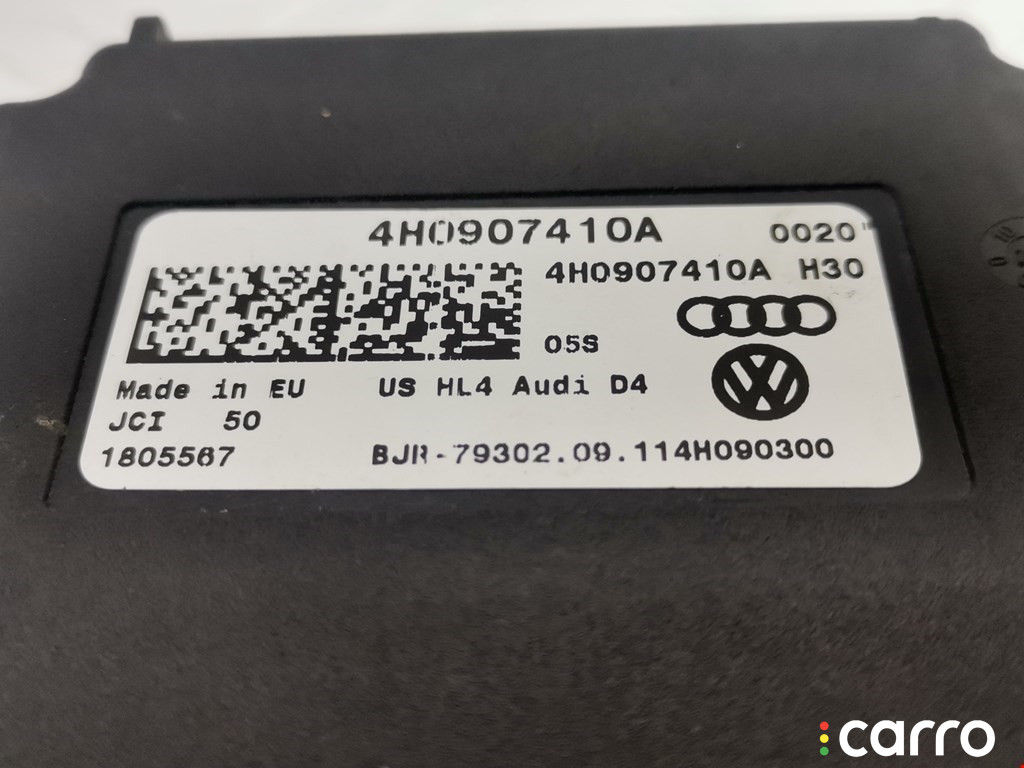 4H0907410A 0020
4H0907410A H30
05S
Made in EU US HL4 Audi D4
JCI 50
1805567 BJR-79302.09.114H090300
carro